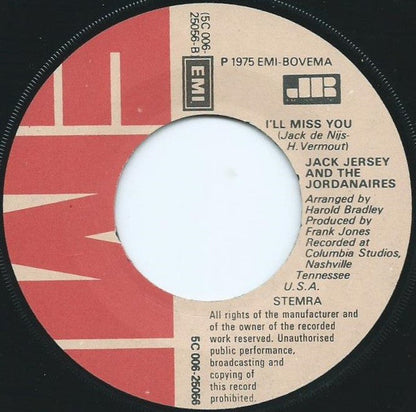 (5C 006-
25056-B
EMI
P 1975 EMI-BOVEMA
JR
I'LL MISS YOU
(Jack de Nijs-
H.Vermout)
JACK JERSEY
AND THE
JORDANAIRES
Arranged by
Harold Bradley
Produced by
Frank Jones
Recorded at
Columbia Studios,
Nashville
Tennessee
U.S.A.
STEMRA
All rights of the manufacturer and
of the owner of the recorded
work reserved. Unauthorised
public performance,
broadcasting and
copying of
this record
prohibited.
5C 006-25056
EMI